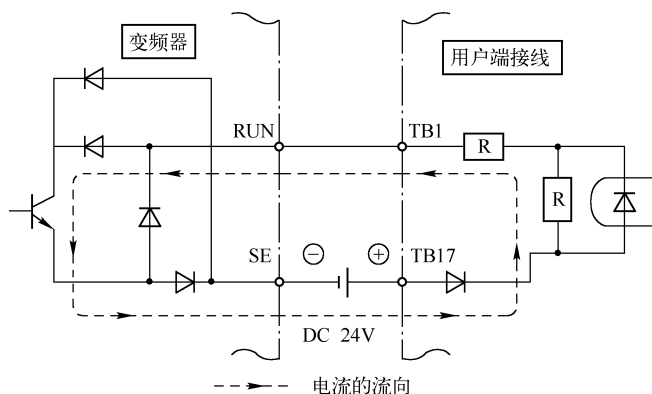 变频器
用户端接线
RUN
TB1
R
R
SE
−
+
TB17
DC 24V
电流的流向